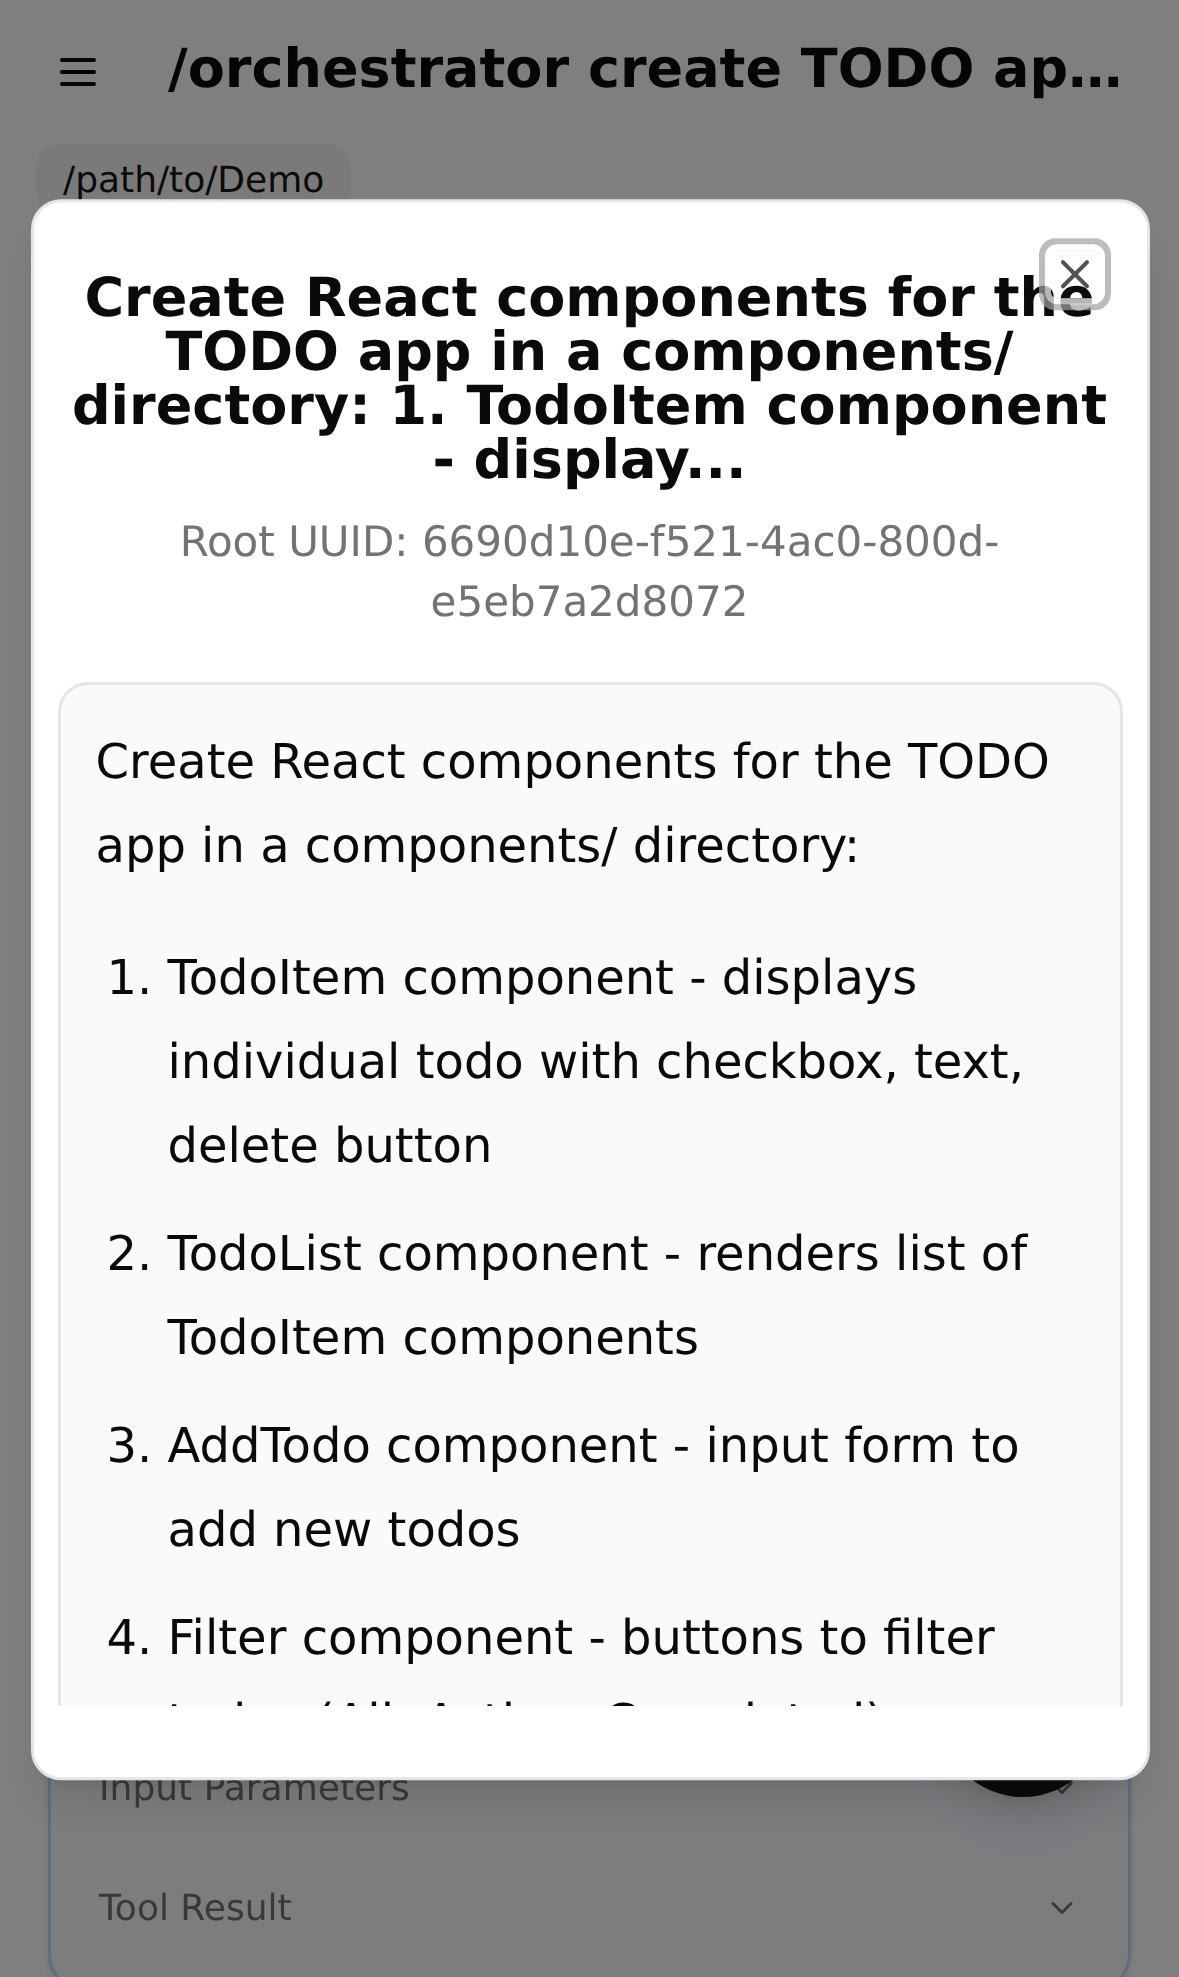 /orchestrator create TODO ap...
/path/to/Demo
Create React components for the
TODO app in a components/
directory: 1. TodoItem component
- display...
Root UUID: 6690d10e-f521-4ac0-800d-
e5eb7a2d8072
Create React components for the TODO
app in a components/ directory:
1. TodoItem component - displays
individual todo with checkbox, text,
delete button
2. TodoList component - renders list of
TodoItem components
3. AddTodo component - input form to
add new todos
4. Filter component - buttons to filter
Input Parameters
Tool Result